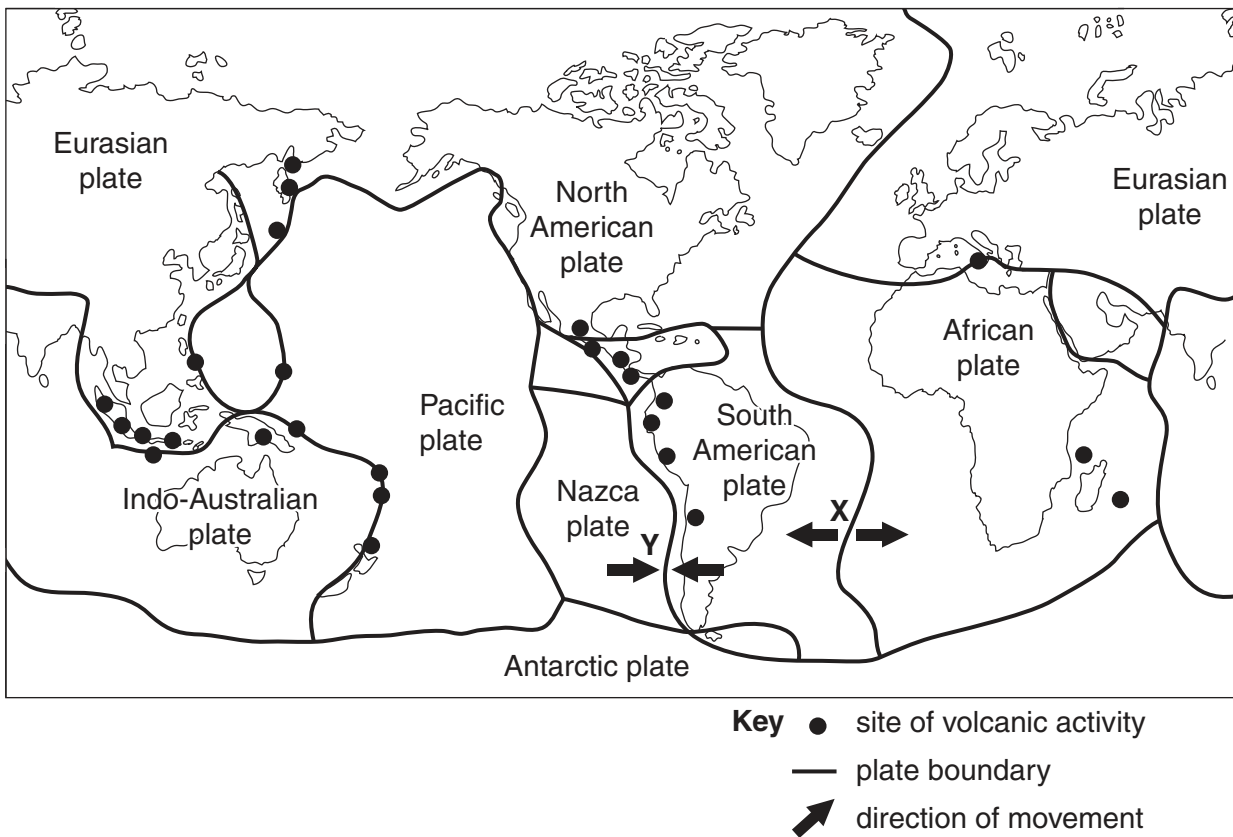 Eurasian
plate
North
American
plate
Eurasian
plate
African
plate
Pacific
plate
South
American
plate
Indo-Australian
plate
Nazca
plate
X
Y
Antarctic plate
Key
site of volcanic activity
plate boundary
direction of movement